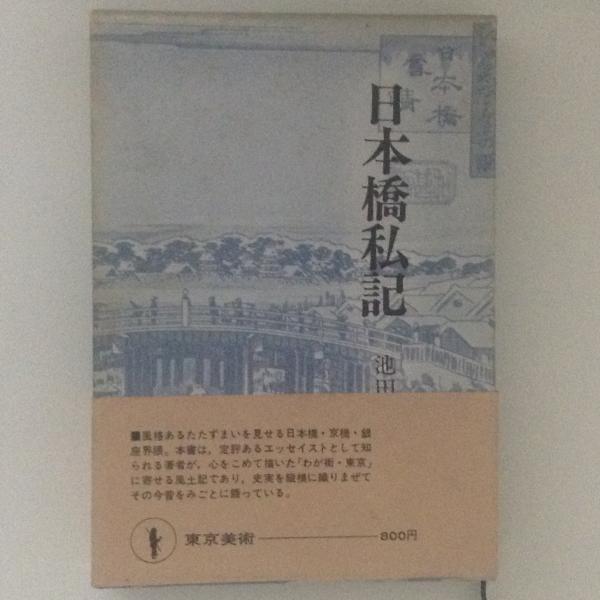 日本橋
雪晴
日本橋私記
池田
■風格あるたたずまいを見せる日本橋・京橋・銀
座界隈。本書は，定評あるエッセイストとして知
られる著者が，心をこめて描いた「わが街・東京」
に寄せる風土記であり，史実を縦横に織りまぜて
その今昔をみごとに語っている。
東京美術 800円